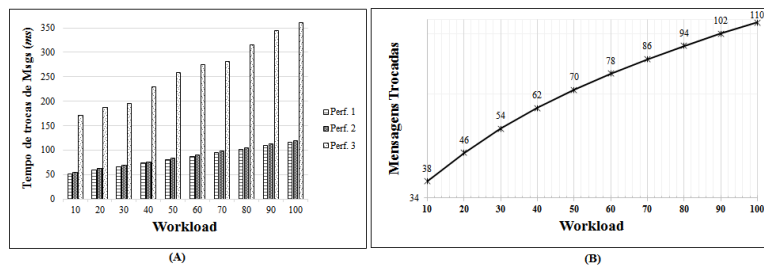 Tempo de trocas de Msgs (ms)
350
300
250
200
150
100
50
0
10 20 30 40 50 60 70 80 90 100
Workload
Perf. 1
Perf. 2
Perf. 3
(A)
Mensagens Trocadas
34
38 46 54 62 70 78 86 94 102 110
10 20 30 40 50 60 70 80 90 100
Workload
(B)